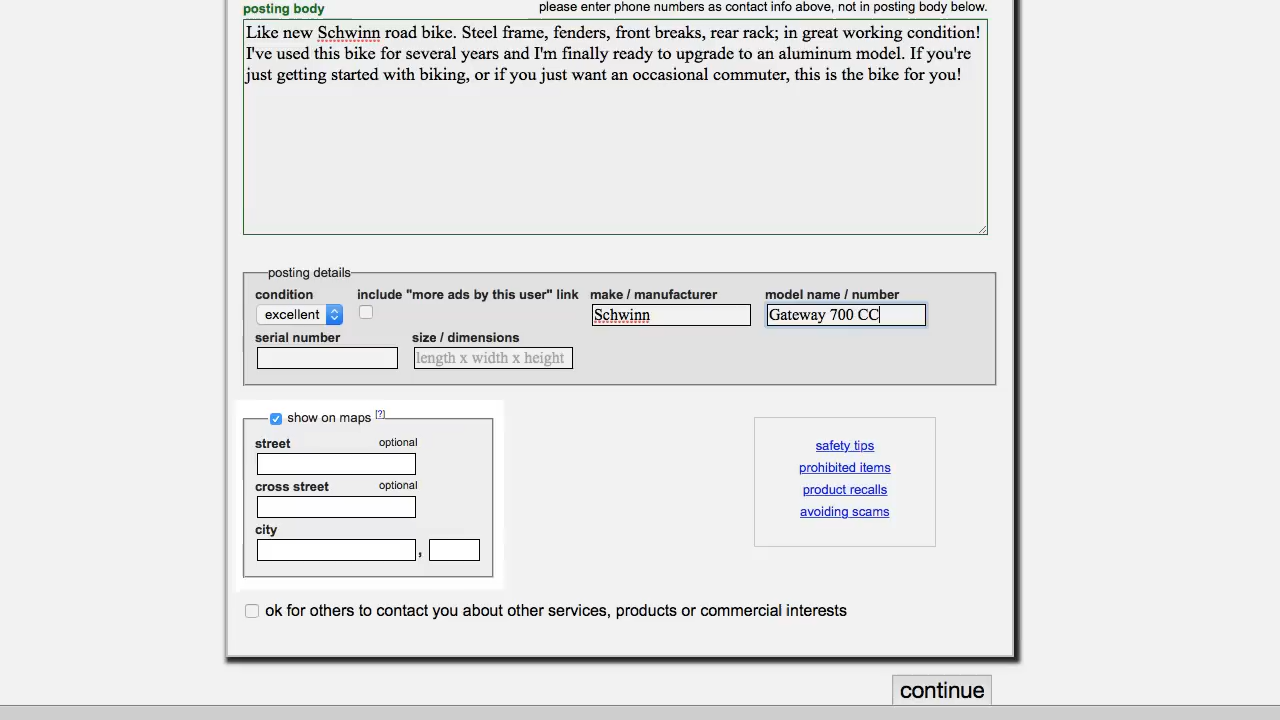 posting body
please enter phone numbers as contact info above, not in posting body below.
Like new Schwinn road bike. Steel frame, fenders, front breaks, rear rack; in great working condition!
I've used this bike for several years and I'm finally ready to upgrade to an aluminum model. If you're
just getting started with biking, or if you just want an occasional commuter, this is the bike for you!
posting details
condition
include "more ads by this user" link
make / manufacturer
model name / number
excellent
Schwinn
Gateway 700 CC
serial number
size / dimensions
length x width x height
show on maps [?]
street optional
cross street optional
city
,
safety tips
prohibited items
product recalls
avoiding scams
ok for others to contact you about other services, products or commercial interests
continue